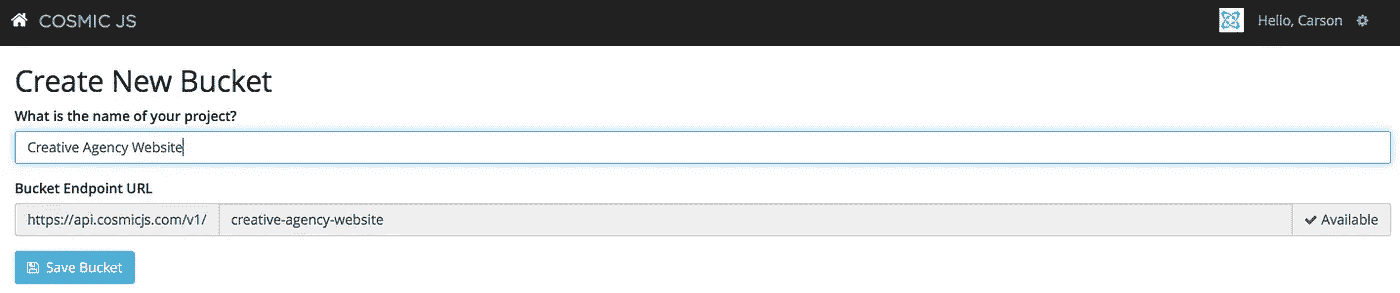 COSMIC JS
Hello, Carson
Create New Bucket
What is the name of your project?
Creative Agency Website
Bucket Endpoint URL
https://api.cosmicjs.com/v1/ creative-agency-website Available
Save Bucket